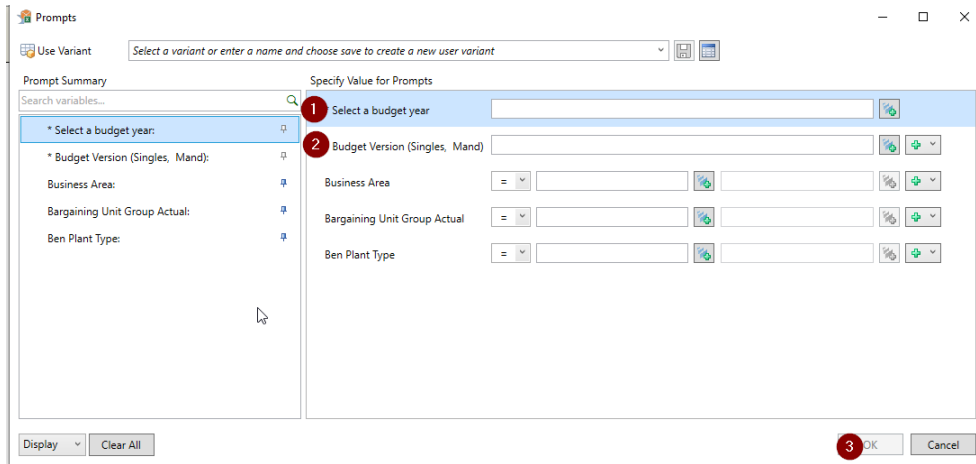 Prompts
Use Variant
Select a variant or enter a name and choose save to create a new user variant
Prompt Summary
Search variables...
* Select a budget year:
* Budget Version (Singles, Mand):
Business Area:
Bargaining Unit Group Actual:
Ben Plant Type:
Specify Value for Prompts
1 * Select a budget year
2 Budget Version (Singles, Mand)
Business Area =
Bargaining Unit Group Actual =
Ben Plant Type =
Display Clear All
3 OK Cancel